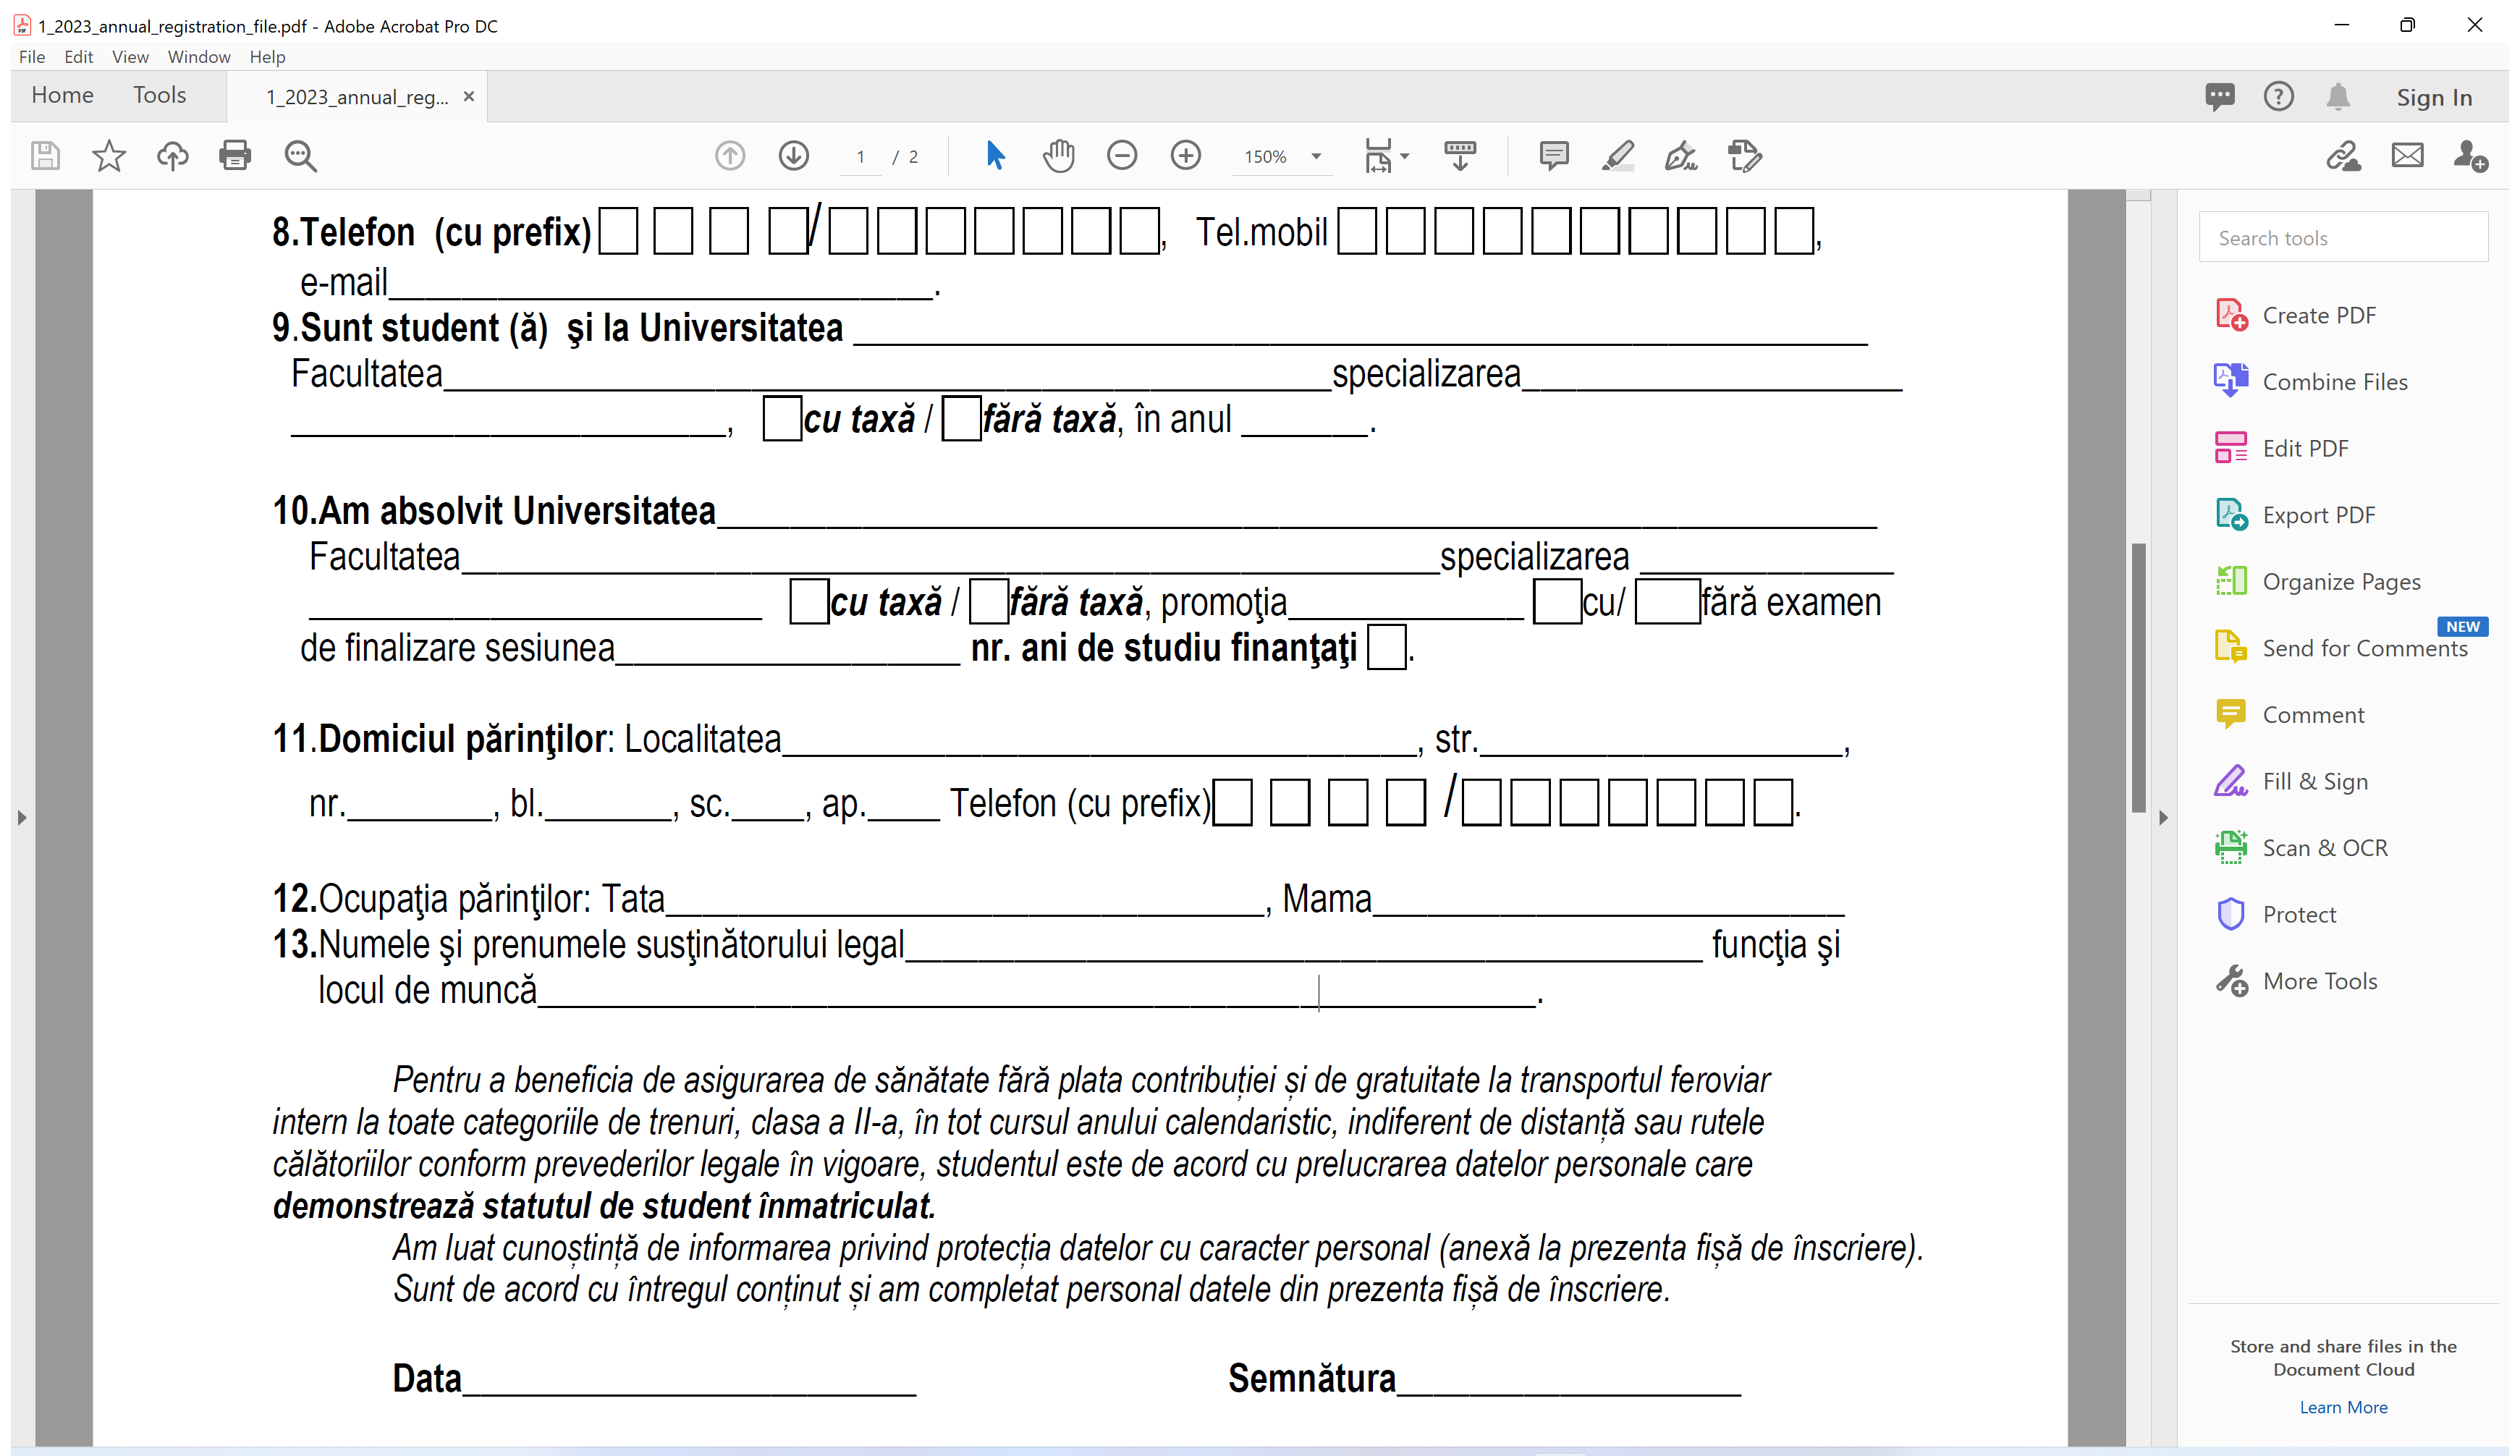 1_2023_annual_registration_file.pdf - Adobe Acrobat Pro DC
File Edit View Window Help
Home Tools 1_2023_annual_reg... × Sign In
1 / 2 150%
8.Telefon (cu prefix)□ □ □ □/□□□□□□□, Tel.mobil□□□□□□□□□□,
e-mail______________________________.
9.Sunt student (ă) şi la Universitatea ________________________________________________________
Facultatea_________________________________________________specializarea_____________________
________________________, □cu taxă / □fără taxă, în anul _______.
10.Am absolvit Universitatea________________________________________________________________
Facultatea______________________________________________________specializarea ______________
_________________________ □cu taxă / □fără taxă, promoţia_____________ □cu/ □fără examen
de finalizare sesiunea___________________ nr. ani de studiu finanţaţi □.
11.Domiciul părinţilor: Localitatea___________________________________, str.____________________,
nr.________, bl._______, sc.____, ap.____ Telefon (cu prefix)□ □ □ □ /□□□□□□□.
12.Ocupaţia părinţilor: Tata_________________________________, Mama__________________________
13.Numele şi prenumele susţinătorului legal____________________________________________ funcţia şi
locul de muncă_______________________________________________________.
Pentru a beneficia de asigurarea de sănătate fără plata contribuției și de gratuitate la transportul feroviar
intern la toate categoriile de trenuri, clasa a II-a, în tot cursul anului calendaristic, indiferent de distanță sau rutele
călătoriilor conform prevederilor legale în vigoare, studentul este de acord cu prelucrarea datelor personale care
demonstrează statutul de student înmatriculat.
Am luat cunoștință de informarea privind protecția datelor cu caracter personal (anexă la prezenta fișă de înscriere).
Sunt de acord cu întregul conținut și am completat personal datele din prezenta fișă de înscriere.
Data_________________________ Semnătura___________________
Search tools
Create PDF
Combine Files
Edit PDF
Export PDF
Organize Pages
NEW
Send for Comments
Comment
Fill & Sign
Scan & OCR
Protect
More Tools
Store and share files in the
Document Cloud
Learn More